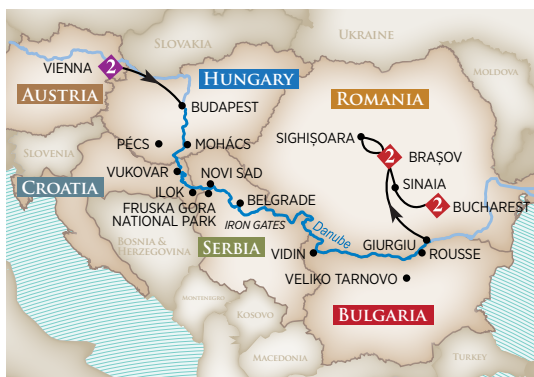 SLOVAKIA
UKRAINE
VIENNA
2
HUNGARY
MOLDOVA
AUSTRIA
BUDAPEST
ROMANIA
SIGHIȘOARA
PÉCS
MOHÁCS
2
BRAȘOV
SLOVENIA
VUKOVAR
NOVI SAD
SINAIA
CROATIA
ILOK
BELGRADE
2
BUCHAREST
FRUSKA GORA
NATIONAL PARK
IRON GATES
Danube
GIURGIU
BOSNIA &
HERZEGOVINA
SERBIA
VIDIN
ROUSSE
VELIKO TARNOVO
MONTENEGRO
KOSOVO
BULGARIA
MACEDONIA
TURKEY